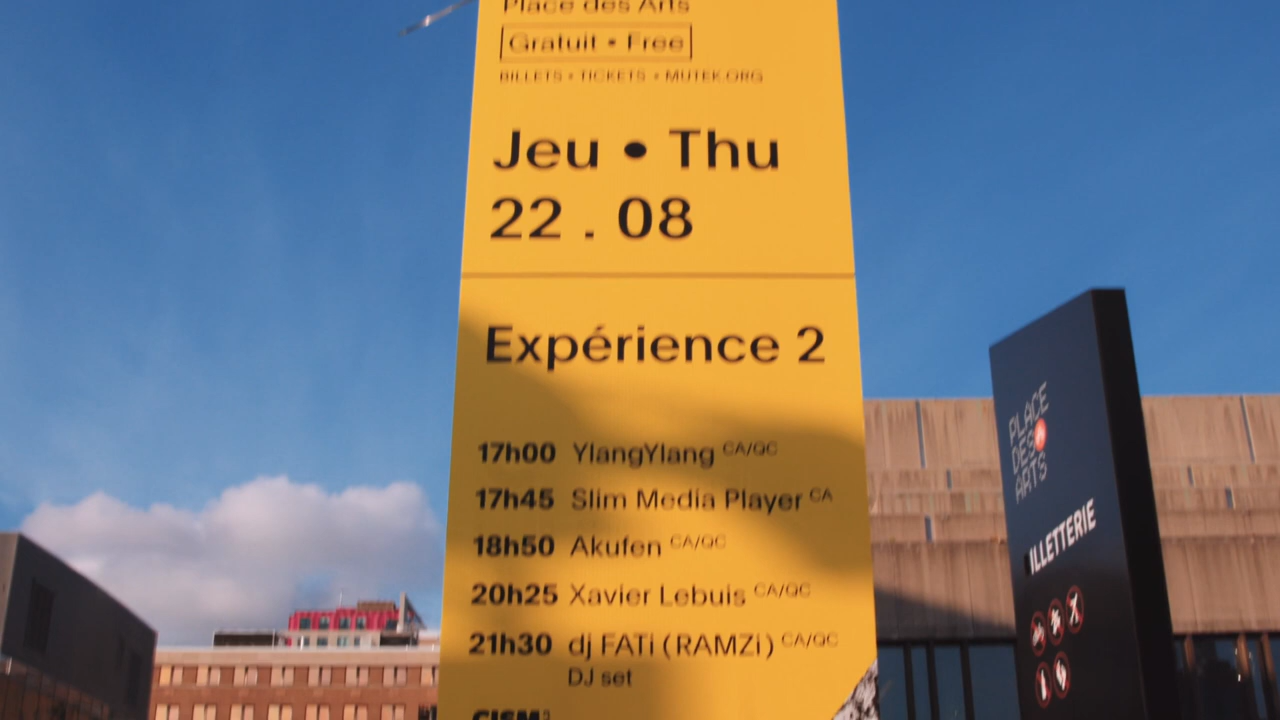 Place des Arts
Gratuit • Free
BILLETS • TICKETS • MUTEK.ORG
Jeu • Thu
22 . 08
Expérience 2
17h00 YlangYlang CA/QC
17h45 Slim Media Player CA
18h50 Akufen CA/QC
20h25 Xavier Lebuis CA/QC
21h30 dj FATi (RAMZi) CA/QC
DJ set
CISM
PLACE
DES
ARTS
BILLETTERIE